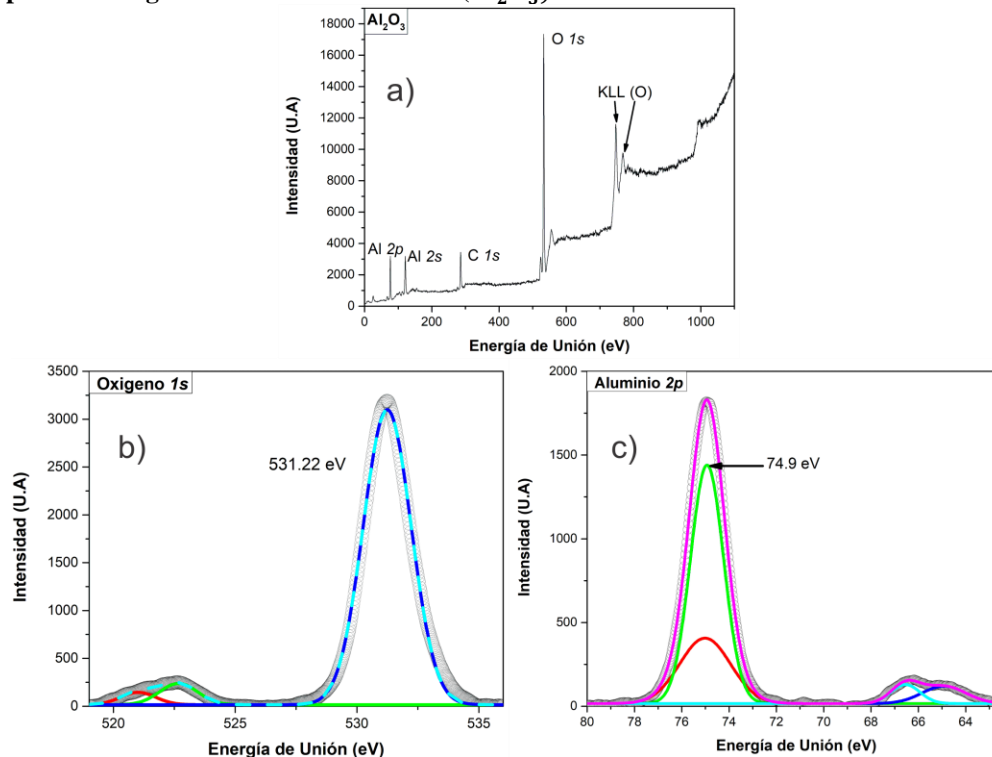 Al₂O₃
a)
O 1s
KLL (O)
Al 2p
Al 2s
C 1s
Intensidad (U.A)
18000
16000
14000
12000
10000
8000
6000
4000
2000
0
0 200 400 600 800 1000
Energía de Unión (eV)
Oxigeno 1s
b)
531.22 eV
Intensidad (U.A)
3500
3000
2500
2000
1500
1000
500
0
520 525 530 535
Energía de Unión (eV)
Aluminio 2p
c)
74.9 eV
Intensidad (U.A)
2000
1500
1000
500
0
80 78 76 74 72 70 68 66 64
Energía de Unión (eV)